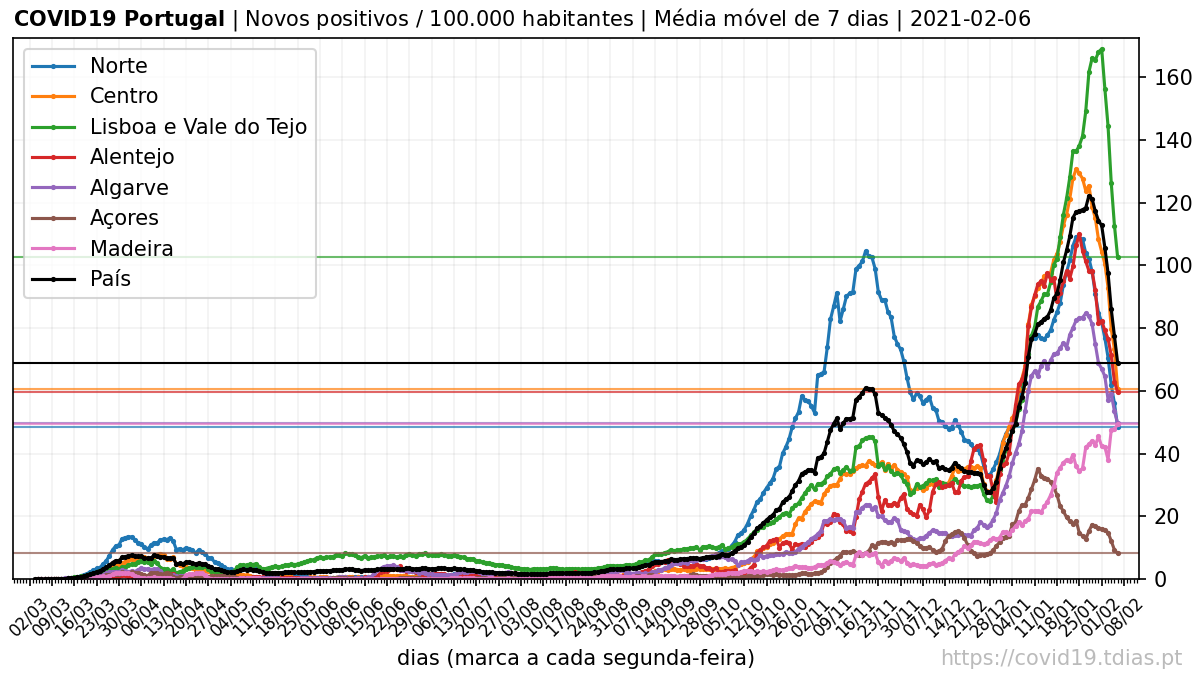 COVID19 Portugal | Novos positivos / 100.000 habitantes | Média móvel de 7 dias | 2021-02-06
Norte
Centro
Lisboa e Vale do Tejo
Alentejo
Algarve
Açores
Madeira
País
160
140
120
100
80
60
40
20
0
02/03 09/03 16/03 23/03 30/03 06/04 13/04 20/04 27/04 04/05 11/05 18/05 25/05 01/06 08/06 15/06 22/06 29/06 06/07 13/07 20/07 27/07 03/08 10/08 17/08 24/08 31/08 07/09 14/09 21/09 28/09 05/10 12/10 19/10 26/10 02/11 09/11 16/11 23/11 30/11 07/12 14/12 21/12 28/12 04/01 11/01 18/01 25/01 01/02 08/02
dias (marca a cada segunda-feira)
https://covid19.tdias.pt